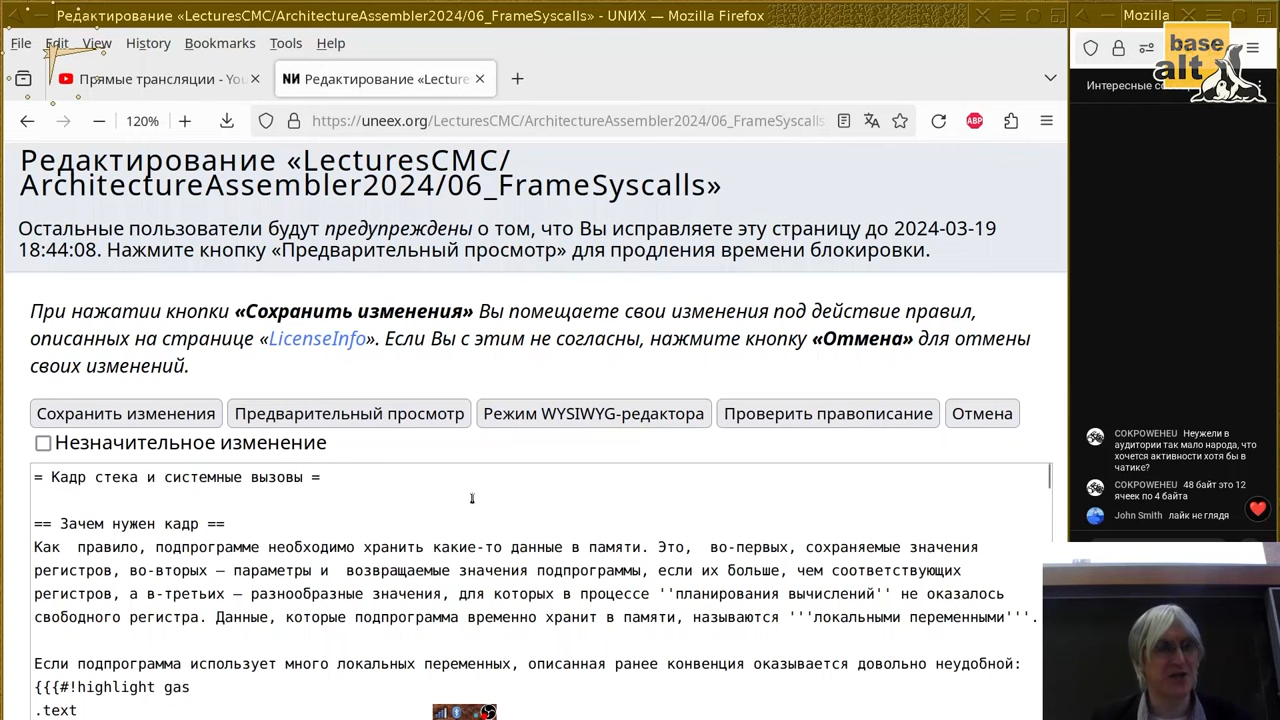 Редактирование «LecturesCMC/ArchitectureAssembler2024/06_FrameSyscalls» - UNИX — Mozilla Firefox
Mozilla
File Edit View History Bookmarks Tools Help
Прямые трансляции - You
NИ Редактирование «Lecture
base
alt
120%
https://uneex.org/LecturesCMC/ArchitectureAssembler2024/06_FrameSyscalls
ABP
Интересные со
Редактирование «LecturesCMC/
ArchitectureAssembler2024/06_FrameSyscalls»
Остальные пользователи будут предупреждены о том, что Вы исправляете эту страницу до 2024-03-19
18:44:08. Нажмите кнопку «Предварительный просмотр» для продления времени блокировки.
При нажатии кнопки «Сохранить изменения» Вы помещаете свои изменения под действие правил,
описанных на странице «LicenseInfo». Если Вы с этим не согласны, нажмите кнопку «Отмена» для отмены
своих изменений.
Сохранить изменения Предварительный просмотр Режим WYSIWYG-редактора Проверить правописание Отмена
Незначительное изменение
= Кадр стека и системные вызовы =
== Зачем нужен кадр ==
Как  правило, подпрограмме необходимо хранить какие-то данные в памяти. Это,  во-первых, сохраняемые значения
регистров, во-вторых — параметры и  возвращаемые значения подпрограммы, если их больше, чем соответствующих
регистров, а в-третьих — разнообразные значения, для которых в процессе ''планирования вычислений'' не оказалось
свободного регистра. Данные, которые подпрограмма временно хранит в памяти, называются '''локальными переменными'''.
Если подпрограмма использует много локальных переменных, описанная ранее конвенция оказывается довольно неудобной:
{{{#!highlight gas
.text
COKPOWEHEU Неужели в
аудитории так мало народа, что
хочется активности хотя бы в
чатике?
COKPOWEHEU 48 байт это 12
ячеек по 4 байта
John Smith лайк не глядя